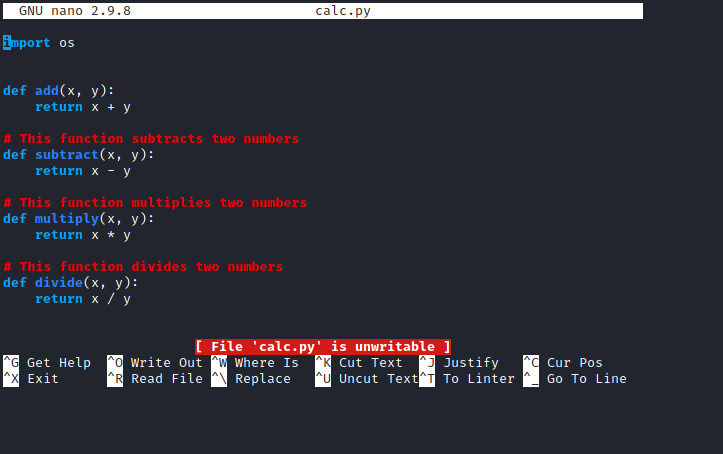 GNU nano 2.9.8 calc.py
import os
def add(x, y):
return x + y
# This function subtracts two numbers
def subtract(x, y):
return x - y
# This function multiplies two numbers
def multiply(x, y):
return x * y
# This function divides two numbers
def divide(x, y):
return x / y
[ File 'calc.py' is unwritable ]
^G Get Help ^O Write Out ^W Where Is ^K Cut Text ^J Justify ^C Cur Pos
^X Exit ^R Read File ^\ Replace ^U Uncut Text ^T To Linter ^_ Go To Line